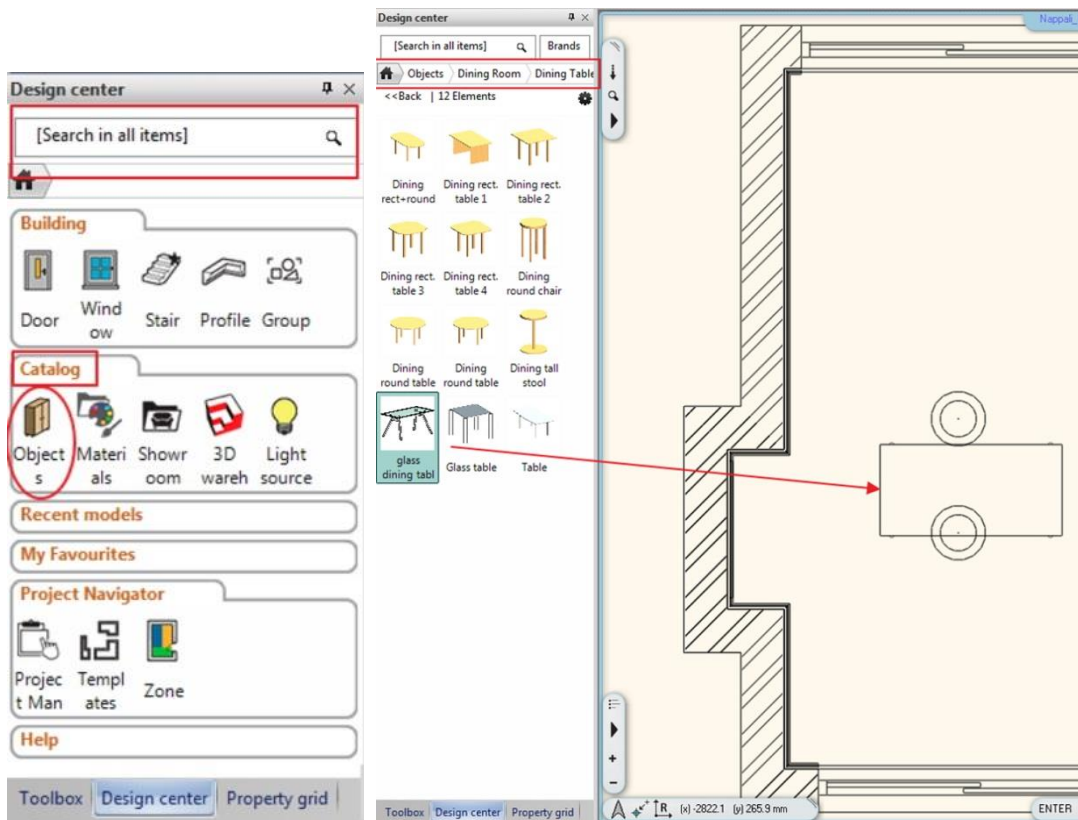 Design center
[Search in all items]
Building
Door
Wind
ow
Stair
Profile
Group
Catalog
Object
s
Materi
als
Showr
oom
3D
wareh
Light
source
Recent models
My Favourites
Project Navigator
Projec
t Man
Templ
ates
Zone
Help
Toolbox
Design center
Property grid
Design center
[Search in all items]
Brands
Objects
Dining Room
Dining Table
<<Back | 12 Elements
Dining
rect+round
Dining rect.
table 1
Dining rect.
table 2
Dining rect.
table 3
Dining rect.
table 4
Dining
round chair
Dining
round table
Dining
round table
Dining tall
stool
glass
dining tabl
Glass table
Table
Toolbox
Design center
Property grid
Nappali_
R
(x) -2822.1 (y) 265.9 mm
ENTER